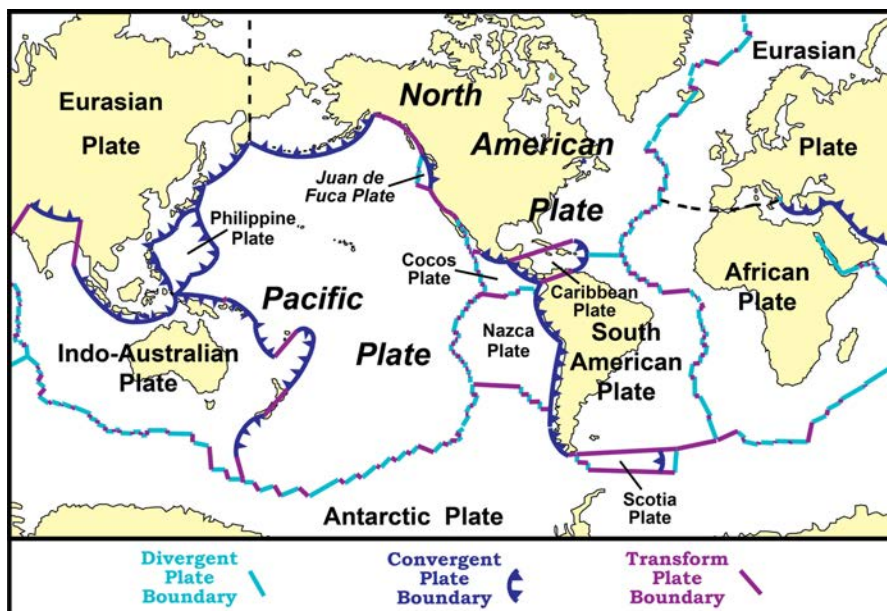 Eurasian
Plate
North
American
Plate
Eurasian
Plate
Juan de
Fuca Plate
Philippine
Plate
Cocos
Plate
Caribbean
Plate
African
Plate
Pacific
Plate
Indo-Australian
Plate
Nazca
Plate
South
American
Plate
Scotia
Plate
Antarctic Plate
Divergent
Plate
Boundary
Convergent
Plate
Boundary
Transform
Plate
Boundary